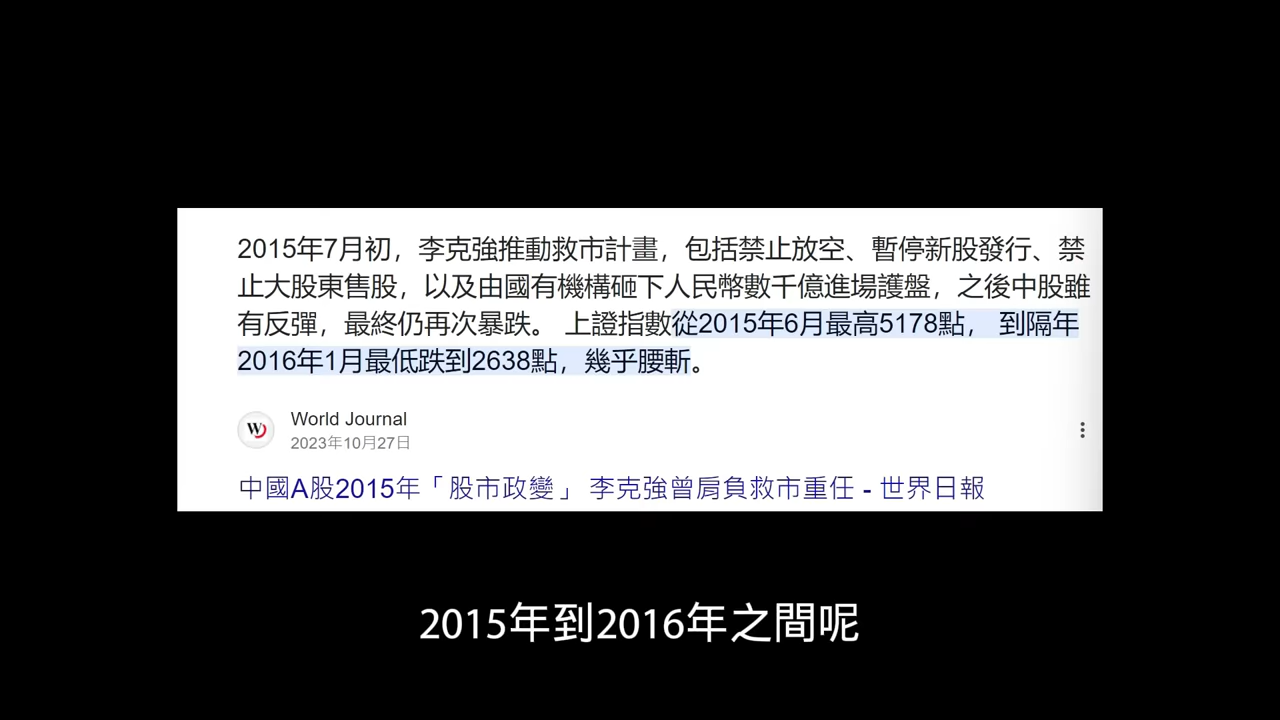 2015年7月初，李克強推動救市計畫，包括禁止放空、暫停新股發行、禁
止大股東售股，以及由國有機構砸下人民幣數千億進場護盤，之後中股雖
有反彈，最終仍再次暴跌。 上證指數從2015年6月最高5178點， 到隔年
2016年1月最低跌到2638點，幾乎腰斬。
W
World Journal
2023年10月27日
中國A股2015年「股市政變」 李克強曾肩負救市重任 - 世界日報
2015年到2016年之間呢